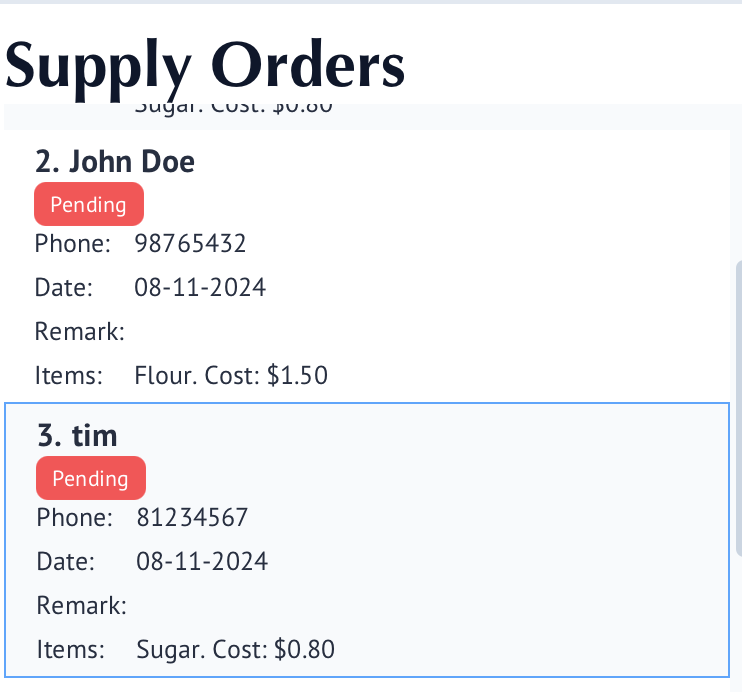 Supply Orders
Sugar. Cost: $0.80
2. John Doe
Pending
Phone: 98765432
Date: 08-11-2024
Remark:
Items: Flour. Cost: $1.50
3. tim
Pending
Phone: 81234567
Date: 08-11-2024
Remark:
Items: Sugar. Cost: $0.80